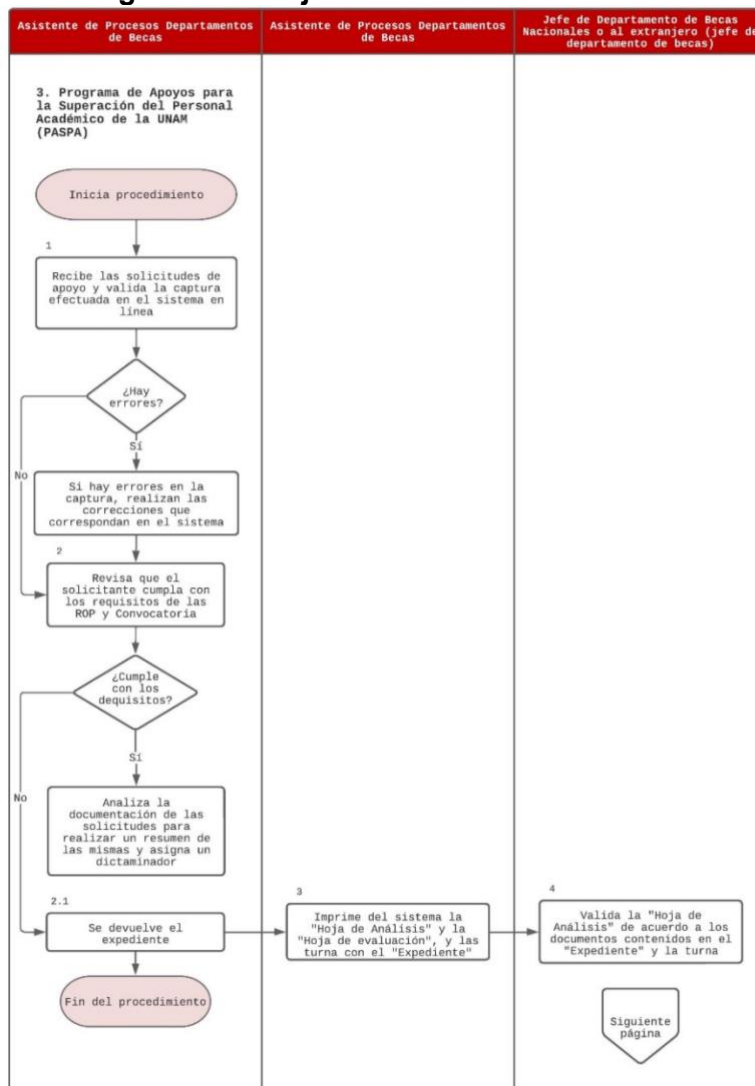 Asistente de Procesos Departamentos
de Becas
Asistente de Procesos Departamentos
de Becas
Jefe de Departamento de Becas
Nacionales o al extranjero (jefe de
departamento de becas)
3. Programa de Apoyos para
la Superación del Personal
Académico de la UNAM
(PASPA)
Inicia procedimiento
1
Recibe las solicitudes de
apoyo y valida la captura
efectuada en el sistema en
línea
¿Hay
errores?
Sí
No
Si hay errores en la
captura, realizan las
correcciones que
correspondan en el sistema
2
Revisa que el
solicitante cumpla con
los requisitos de las
ROP y Convocatoría
¿Cumple
con los
dequisitos?
Sí
No
Analiza la
documentación de las
solicitudes para
realizar un resumen de
las mismas y asigna un
dictaminador
2.1
Se devuelve el
expediente
Fin del procedimiento
3
Imprime del sistema la
"Hoja de Análisis" y la
"Hoja de evaluación", y las
turna con el "Expediente"
4
Valida la "Hoja de
Análisis" de acuerdo a los
documentos contenidos en el
"Expediente" y la turna
Siguiente
página